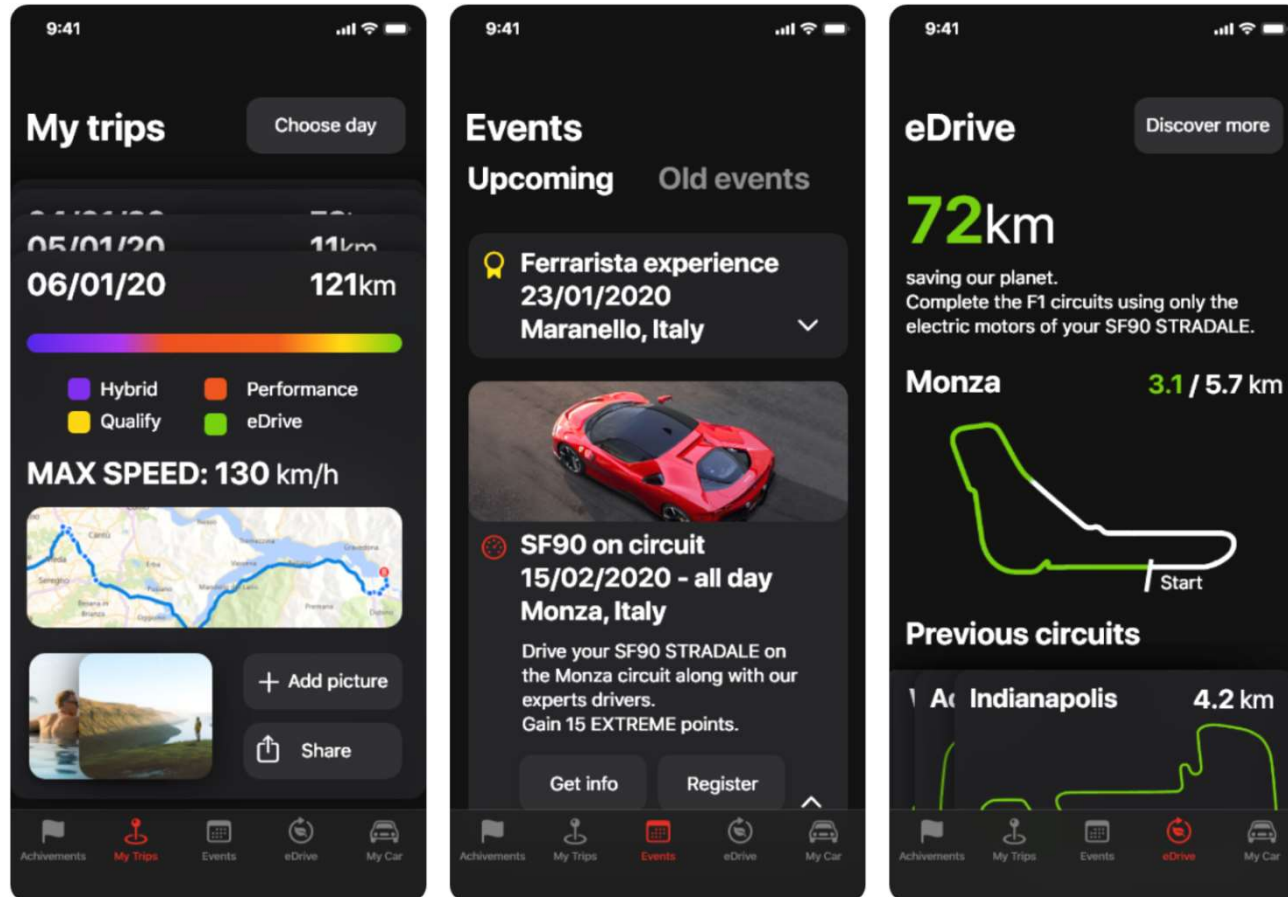 9:41
My trips
Choose day
05/01/20
11km
06/01/20
121km
Hybrid
Performance
Qualify
eDrive
MAX SPEED: 130 km/h
Cantù
Erba
Seregno
+ Add picture
Share
Achivements
My Trips
Events
eDrive
My Car
9:41
Events
Upcoming
Old events
Ferrarista experience
23/01/2020
Maranello, Italy
SF90 on circuit
15/02/2020 - all day
Monza, Italy
Drive your SF90 STRADALE on
the Monza circuit along with our
experts drivers.
Gain 15 EXTREME points.
Get info
Register
Achivements
My Trips
Events
eDrive
My Car
9:41
eDrive
Discover more
72km
saving our planet.
Complete the F1 circuits using only the
electric motors of your SF90 STRADALE.
Monza
3.1 / 5.7 km
Start
Previous circuits
Indianapolis
4.2 km
Achivements
My Trips
Events
eDrive
My Car